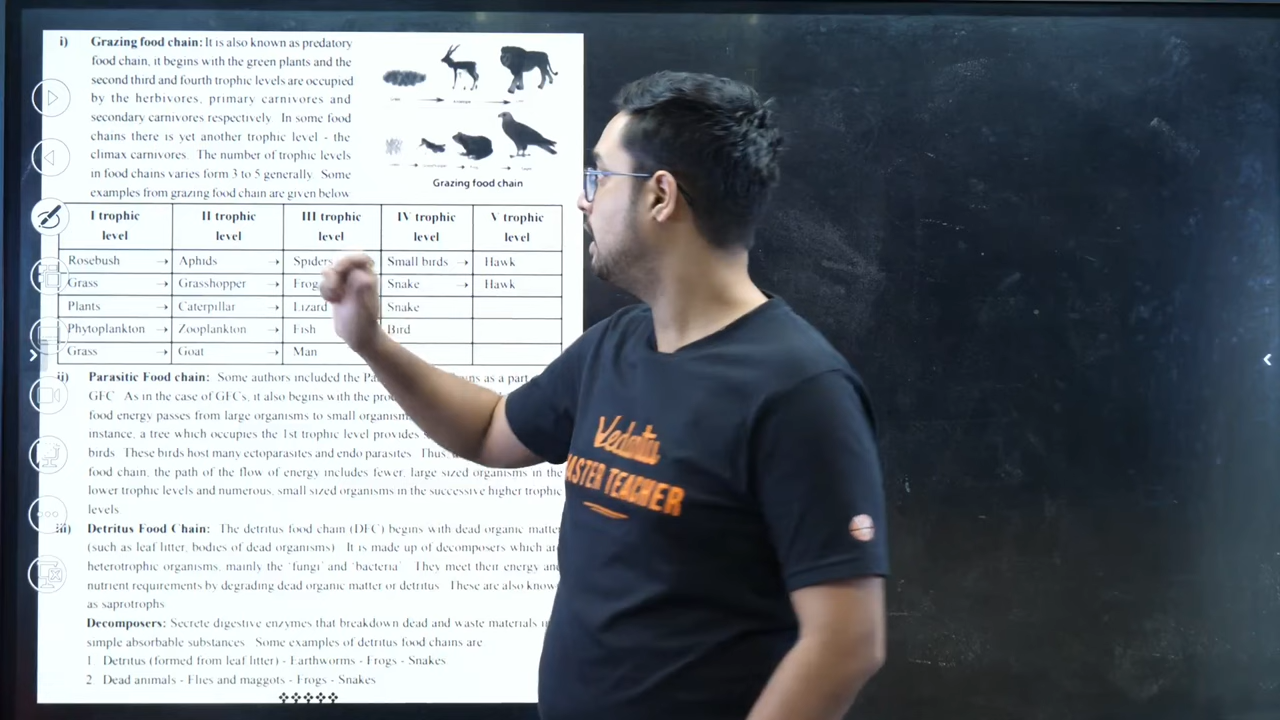 i) Grazing food chain: It is also known as predatory
food chain, it begins with the green plants and the
second third and fourth trophic levels are occupied
by the herbivores, primary carnivores and
secondary carnivores respectively. In some food
chains there is yet another trophic level - the
climax carnivores. The number of trophic levels
in food chains varies form 3 to 5 generally. Some
examples from grazing food chain are given below
Grazing food chain
I trophic level II trophic level III trophic level IV trophic level V trophic level
Rosebush → Aphids → Spiders Small birds → Hawk
Grass → Grasshopper → Frog Snake → Hawk
Plants → Caterpillar → Lizard Snake
Phytoplankton → Zooplankton → Fish Bird
Grass → Goat → Man
ii) Parasitic Food chain: Some authors included the as a part
GFC. As in the case of GFCs, it also begins with the
food energy passes from large organisms to small
instance, a tree which occupies the 1st trophic level provides
birds. These birds host many ectoparasites and endo parasites. Thus,
food chain, the path of the flow of energy includes fewer, large sized organisms in the
lower trophic levels and numerous, small sized organisms in the successive higher trophic
levels
iii) Detritus Food Chain: The detritus food chain (DFC) begins with dead organic
(such as leaf litter, bodies of dead organisms). It is made up of decomposers which
heterotrophic organisms, mainly the 'fungi' and 'bacteria'. They meet their energy
nutrient requirements by degrading dead organic matter or detritus. These are also
as saprotrophs
Decomposers: Secrete digestive enzymes that breakdown dead and waste materials
simple absorbable substances. Some examples of detritus food chains are
1. Detritus (formed from leaf litter) - Earthworms - Frogs - Snakes
2. Dead animals - Flies and maggots - Frogs - Snakes
Vedantu
MASTER TEACHER